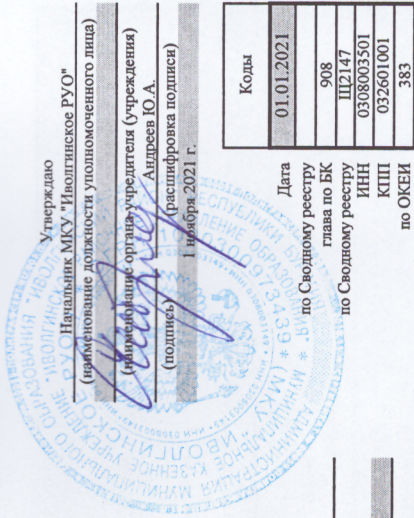 Утверждаю
Начальник МКУ "Иволгинское РУО"
(наименование должности уполномоченного лица)
(наименование органа-учредителя (учреждения)
Андреев Ю.А.
(подпись) (расшифровка подписи)
1 ноября 2021 г.
Коды
Дата 01.01.2021
по Сводному реестру
глава по БК 908
по Сводному реестру Щ2147
ИНН 0308003501
КПП 032601001
по ОКЕИ 383